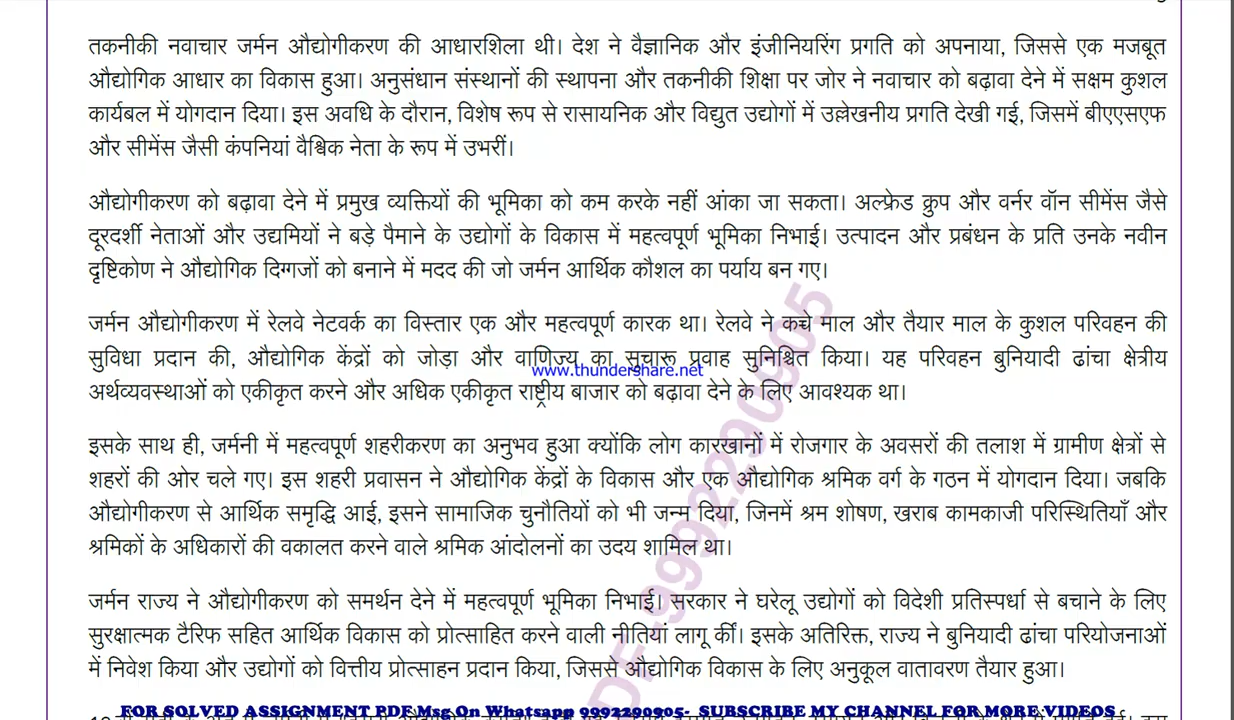 तकनीकी नवाचार जर्मन औद्योगीकरण की आधारशिला थी। देश ने वैज्ञानिक और इंजीनियरिंग प्रगति को अपनाया, जिससे एक मजबूत
औद्योगिक आधार का विकास हुआ। अनुसंधान संस्थानों की स्थापना और तकनीकी शिक्षा पर जोर ने नवाचार को बढ़ावा देने में सक्षम कुशल
कार्यबल में योगदान दिया। इस अवधि के दौरान, विशेष रूप से रासायनिक और विद्युत उद्योगों में उल्लेखनीय प्रगति देखी गई, जिसमें बीएएसएफ
और सीमेंस जैसी कंपनियां वैश्विक नेता के रूप में उभरीं।
औद्योगीकरण को बढ़ावा देने में प्रमुख व्यक्तियों की भूमिका को कम करके नहीं आंका जा सकता। अल्फ्रेड क्रुप और वर्नर वॉन सीमेंस जैसे
दूरदर्शी नेताओं और उद्यमियों ने बड़े पैमाने के उद्योगों के विकास में महत्वपूर्ण भूमिका निभाई। उत्पादन और प्रबंधन के प्रति उनके नवीन
दृष्टिकोण ने औद्योगिक दिग्गजों को बनाने में मदद की जो जर्मन आर्थिक कौशल का पर्याय बन गए।
जर्मन औद्योगीकरण में रेलवे नेटवर्क का विस्तार एक और महत्वपूर्ण कारक था। रेलवे ने कच्चे माल और तैयार माल के कुशल परिवहन की
सुविधा प्रदान की, औद्योगिक केंद्रों को जोड़ा और वाणिज्य का सुचारू प्रवाह सुनिश्चित किया। यह परिवहन बुनियादी ढांचा क्षेत्रीय
www.thundershare.net
अर्थव्यवस्थाओं को एकीकृत करने और अधिक एकीकृत राष्ट्रीय बाजार को बढ़ावा देने के लिए आवश्यक था।
इसके साथ ही, जर्मनी में महत्वपूर्ण शहरीकरण का अनुभव हुआ क्योंकि लोग कारखानों में रोजगार के अवसरों की तलाश में ग्रामीण क्षेत्रों से
शहरों की ओर चले गए। इस शहरी प्रवासन ने औद्योगिक केंद्रों के विकास और एक औद्योगिक श्रमिक वर्ग के गठन में योगदान दिया। जबकि
औद्योगीकरण से आर्थिक समृद्धि आई, इसने सामाजिक चुनौतियों को भी जन्म दिया, जिनमें श्रम शोषण, खराब कामकाजी परिस्थितियाँ और
श्रमिकों के अधिकारों की वकालत करने वाले श्रमिक आंदोलनों का उदय शामिल था।
जर्मन राज्य ने औद्योगीकरण को समर्थन देने में महत्वपूर्ण भूमिका निभाई। सरकार ने घरेलू उद्योगों को विदेशी प्रतिस्पर्धा से बचाने के लिए
सुरक्षात्मक टैरिफ सहित आर्थिक विकास को प्रोत्साहित करने वाली नीतियां लागू कीं। इसके अतिरिक्त, राज्य ने बुनियादी ढांचा परियोजनाओं
में निवेश किया और उद्योगों को वित्तीय प्रोत्साहन प्रदान किया, जिससे औद्योगिक विकास के लिए अनुकूल वातावरण तैयार हुआ।
DF-9992290905
FOR SOLVED ASSIGNMENT PDF Msg On Whatsapp 9992290905- SUBSCRIBE MY CHANNEL FOR MORE VIDEOS